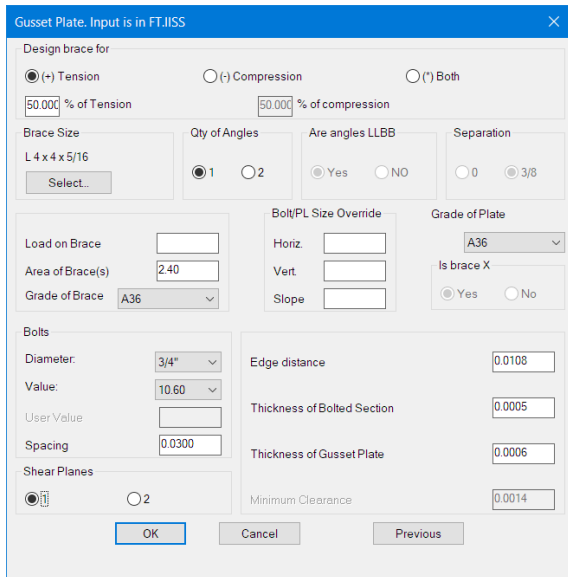 Gusset Plate. Input is in FT.IISS
Design brace for
(+) Tension (-) Compression (*) Both
50.000 % of Tension 50.000 % of compression
Brace Size Qty of Angles Are angles LLBB Separation
L 4 x 4 x 5/16
Select... 1 2 Yes NO 0 3/8
Bolt/PL Size Override Grade of Plate
Load on Brace Horiz. A36
Area of Brace(s) 2.40 Vert. Is brace X
Grade of Brace A36 Slope Yes No
Bolts
Diameter: 3/4" Edge distance 0.0108
Value: 10.60
Thickness of Bolted Section 0.0005
User Value
Spacing 0.0300 Thickness of Gusset Plate 0.0006
Shear Planes
1 2 Minimum Clearance 0.0014
OK Cancel Previous